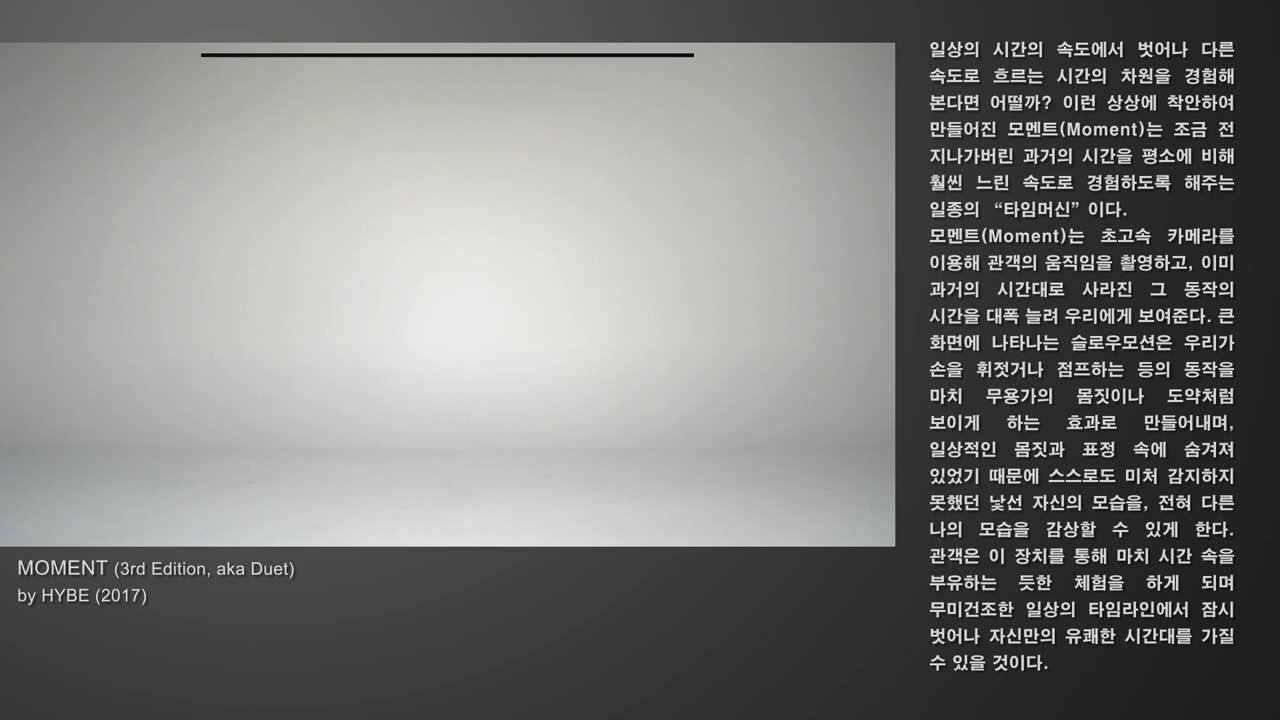 일상의 시간의 속도에서 벗어나 다른
속도로 흐르는 시간의 차원을 경험해
본다면 어떨까? 이런 상상에 착안하여
만들어진 모멘트(Moment)는 조금 전
지나가버린 과거의 시간을 평소에 비해
훨씬 느린 속도로 경험하도록 해주는
일종의 “타임머신” 이다.
모멘트(Moment)는 초고속 카메라를
이용해 관객의 움직임을 촬영하고, 이미
과거의 시간대로 사라진 그 동작의
시간을 대폭 늘려 우리에게 보여준다. 큰
화면에 나타나는 슬로우모션은 우리가
손을 휘젓거나 점프하는 등의 동작을
마치 무용가의 몸짓이나 도약처럼
보이게 하는 효과로 만들어내며,
일상적인 몸짓과 표정 속에 숨겨져
있었기 때문에 스스로도 미처 감지하지
못했던 낯선 자신의 모습을, 전혀 다른
나의 모습을 감상할 수 있게 한다.
관객은 이 장치를 통해 마치 시간 속을
부유하는 듯한 체험을 하게 되며
무미건조한 일상의 타임라인에서 잠시
벗어나 자신만의 유쾌한 시간대를 가질
수 있을 것이다.
MOMENT (3rd Edition, aka Duet)
by HYBE (2017)